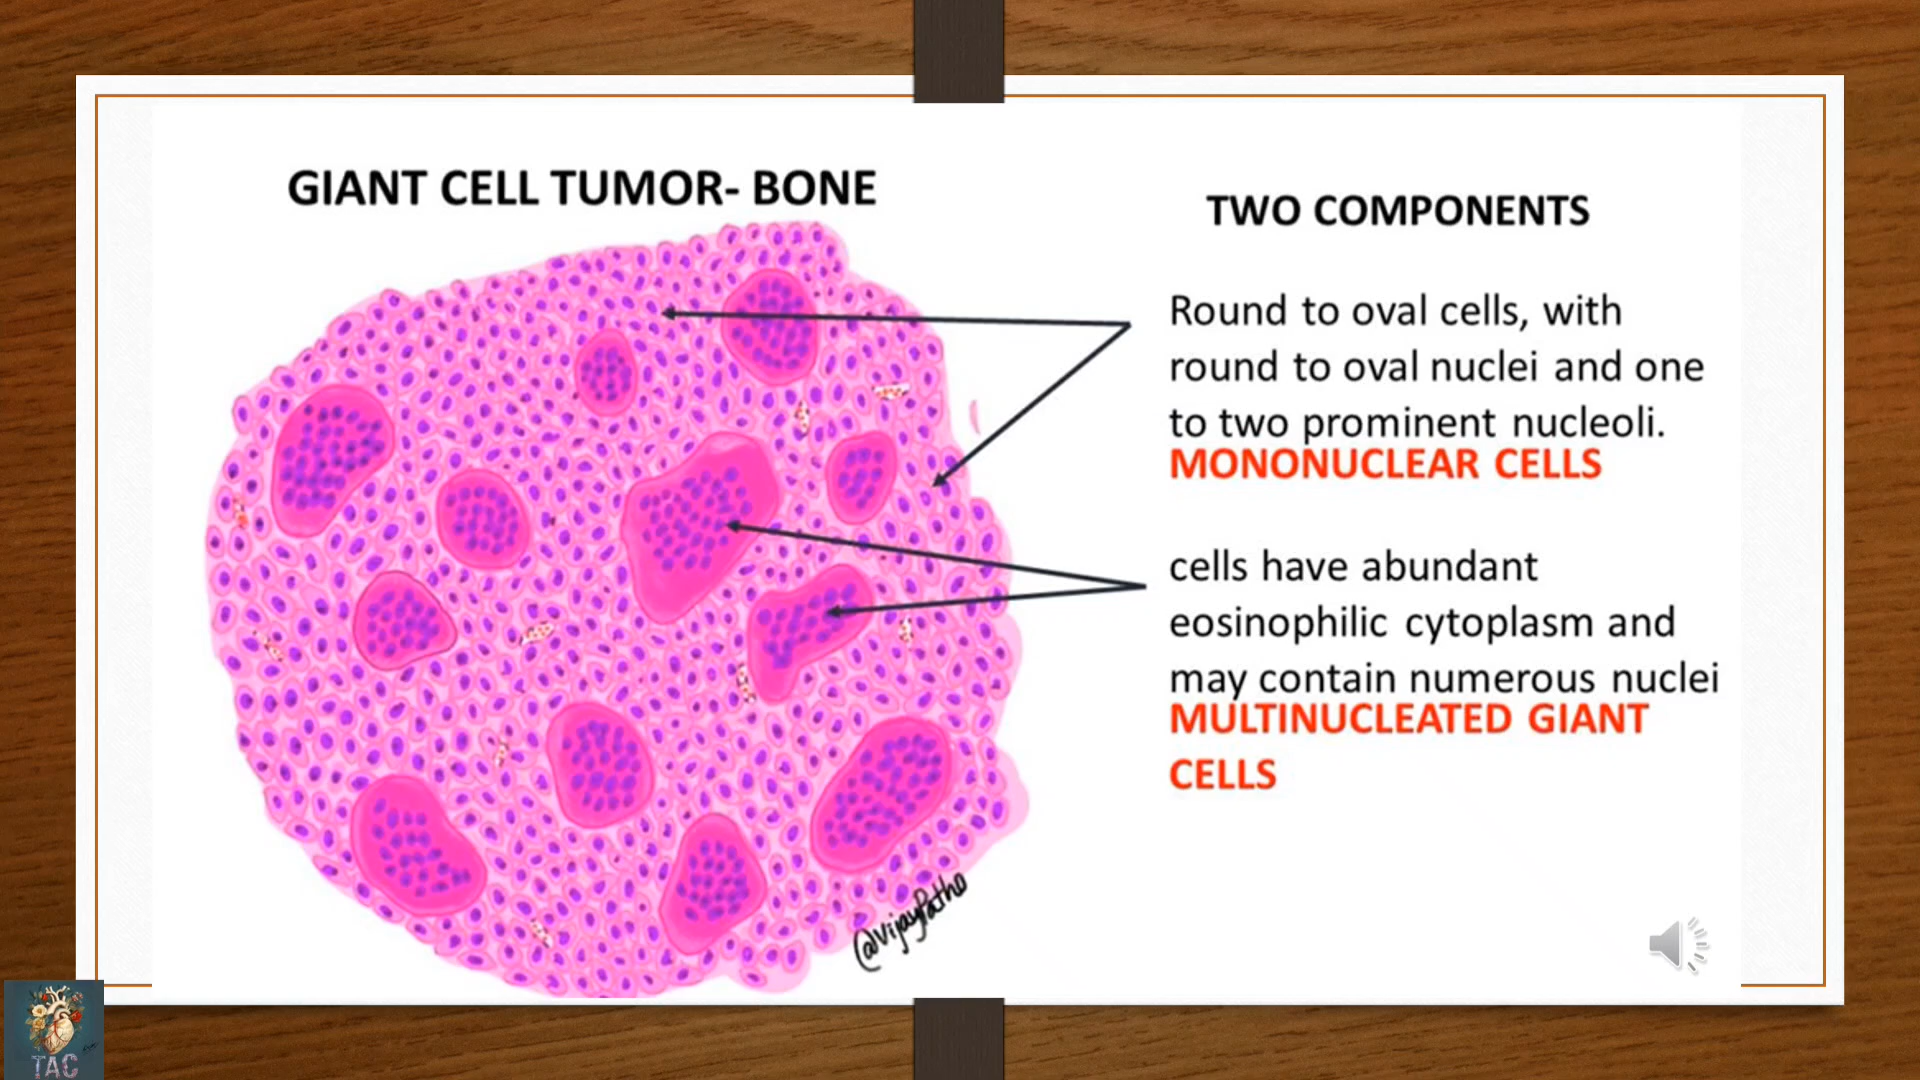 GIANT CELL TUMOR- BONE
TWO COMPONENTS
Round to oval cells, with
round to oval nuclei and one
to two prominent nucleoli.
MONONUCLEAR CELLS
cells have abundant
eosinophilic cytoplasm and
may contain numerous nuclei
MULTINUCLEATED GIANT
CELLS
@vijayPatho
TAC